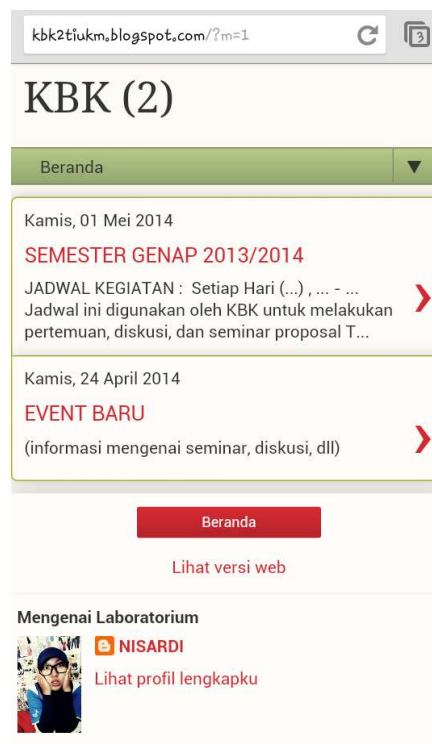 kbk2tiukm.blogspot.com/?m=1
3
KBK (2)
Beranda
Kamis, 01 Mei 2014
SEMESTER GENAP 2013/2014
JADWAL KEGIATAN : Setiap Hari (...) , ... - ...
Jadwal ini digunakan oleh KBK untuk melakukan
pertemuan, diskusi, dan seminar proposal T...
Kamis, 24 April 2014
EVENT BARU
(informasi mengenai seminar, diskusi, dll)
Beranda
Lihat versi web
Mengenai Laboratorium
NISARDI
Lihat profil lengkapku